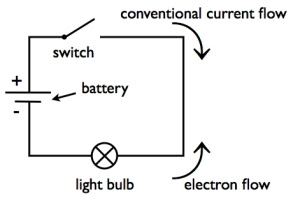 conventional current flow
switch
+
battery
-
light bulb
electron flow